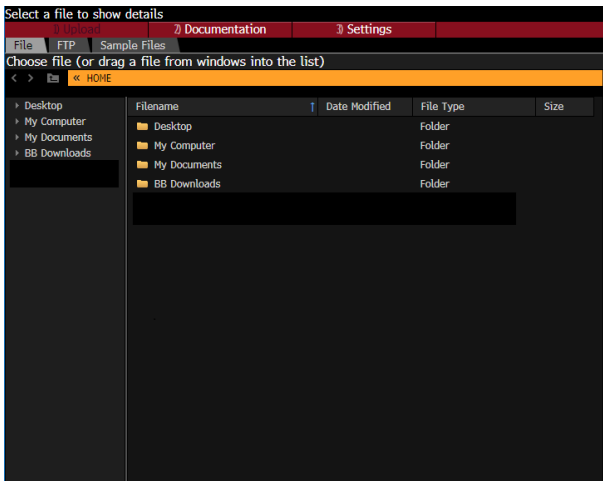 Select a file to show details
1) Upload 2) Documentation 3) Settings
File FTP Sample Files
Choose file (or drag a file from windows into the list)
< > « HOME
Desktop
My Computer
My Documents
BB Downloads
Filename ↑ Date Modified File Type Size
Desktop Folder
My Computer Folder
My Documents Folder
BB Downloads Folder